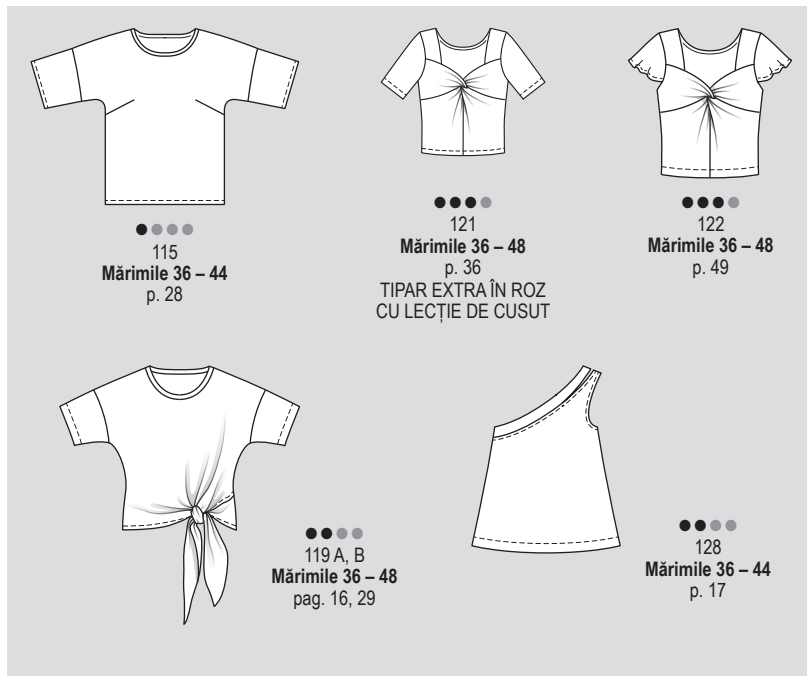 115
Mărimile 36 – 44
p. 28
121
Mărimile 36 – 48
p. 36
TIPAR EXTRA ÎN ROZ
CU LECȚIE DE CUSUT
122
Mărimile 36 – 48
p. 49
119 A, B
Mărimile 36 – 48
pag. 16, 29
128
Mărimile 36 – 44
p. 17